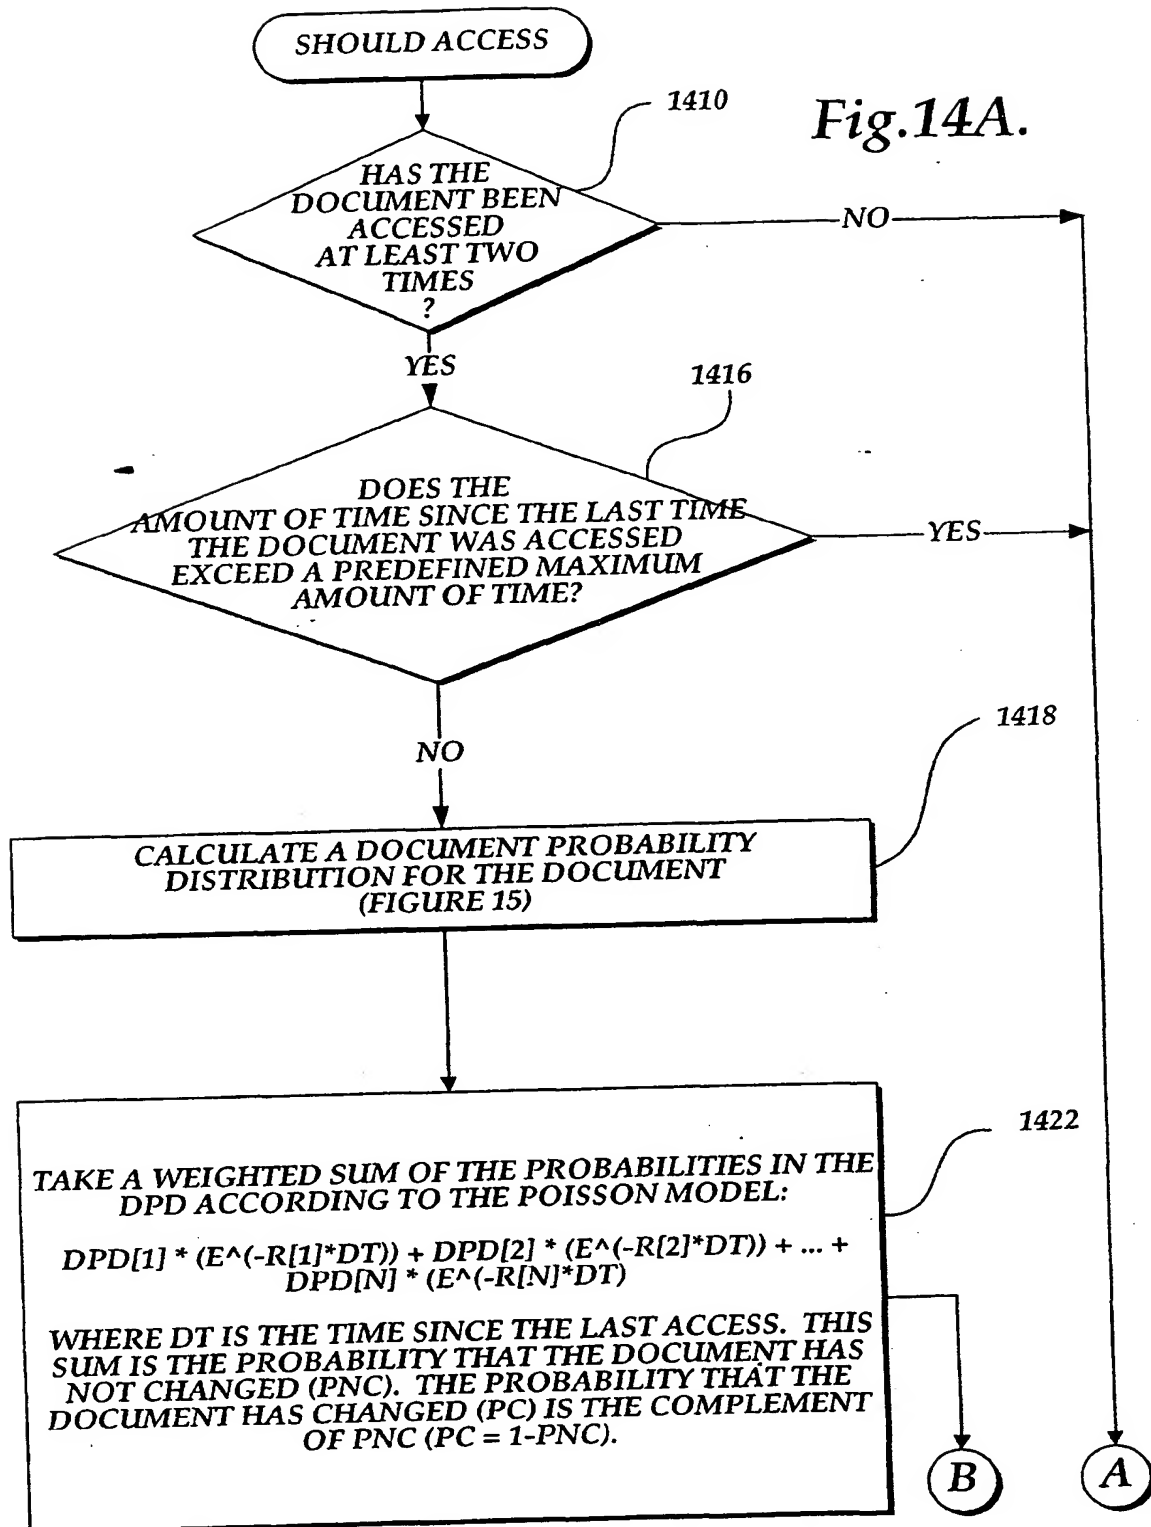 SHOULD ACCESS
1410
Fig.14A.
HAS THE
DOCUMENT BEEN
ACCESSED
AT LEAST TWO
TIMES
?
NO
YES
1416
DOES THE
AMOUNT OF TIME SINCE THE LAST TIME
THE DOCUMENT WAS ACCESSED
EXCEED A PREDEFINED MAXIMUM
AMOUNT OF TIME?
YES
NO
1418
CALCULATE A DOCUMENT PROBABILITY
DISTRIBUTION FOR THE DOCUMENT
(FIGURE 15)
1422
TAKE A WEIGHTED SUM OF THE PROBABILITIES IN THE
DPD ACCORDING TO THE POISSON MODEL:
DPD[1] * (E^(-R[1]*DT)) + DPD[2] * (E^(-R[2]*DT)) + ... +
DPD[N] * (E^(-R[N]*DT)
WHERE DT IS THE TIME SINCE THE LAST ACCESS. THIS
SUM IS THE PROBABILITY THAT THE DOCUMENT HAS
NOT CHANGED (PNC). THE PROBABILITY THAT THE
DOCUMENT HAS CHANGED (PC) IS THE COMPLEMENT
OF PNC (PC = 1-PNC).
B
A